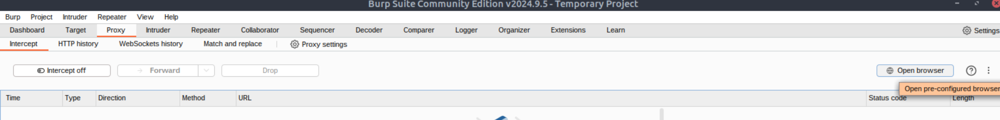 Burp Suite Community Edition v2024.9.5 - Temporary Project
Burp Project Intruder Repeater View Help
Dashboard Target Proxy Intruder Repeater Collaborator Sequencer Decoder Comparer Logger Organizer Extensions Learn Settings
Intercept HTTP history WebSockets history Match and replace Proxy settings
Intercept off Forward Drop Open browser
Open pre-configured browser
Time Type Direction Method URL Status code Length